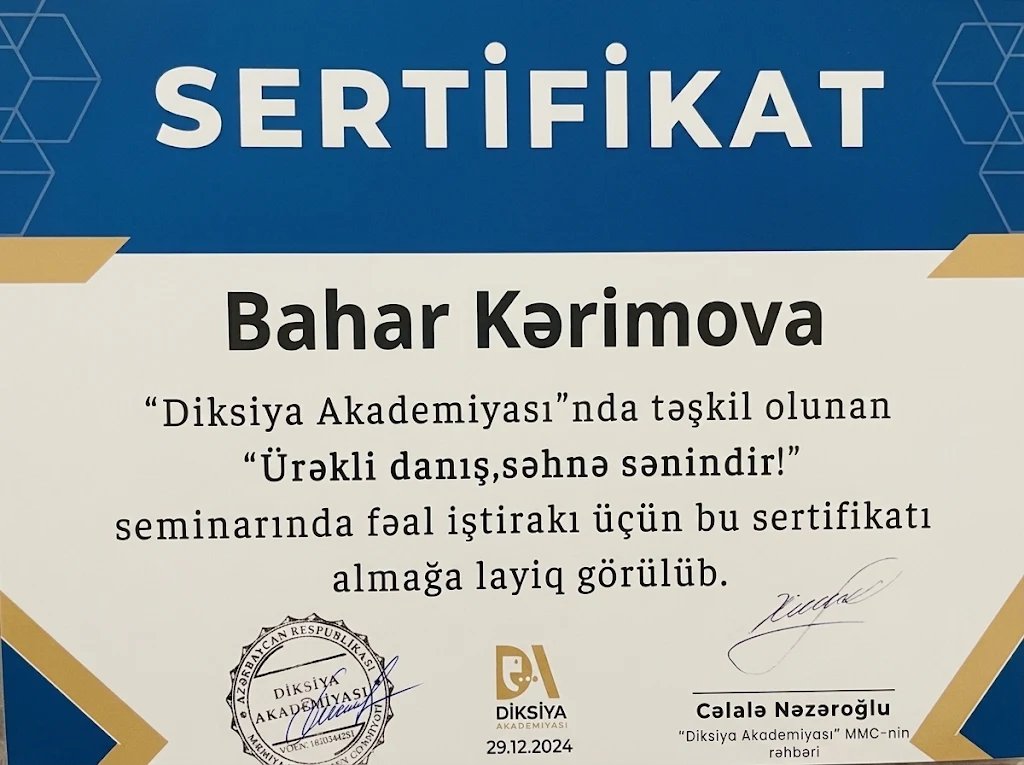 SERTİFİKAT
Bahar Kərimova
“Diksiya Akademiyası”nda təşkil olunan
“Ürəkli danış,səhnə sənindir!”
seminarında fəal iştirakı üçün bu sertifikatı
almağa layiq görülüb.
AZƏRBAYCAN RESPUBLİKASI
DİKSİYA
AKADEMİYASI
DA
DİKSİYA
AKADEMİYASI
29.12.2024
Cəlalə Nəzəroğlu
“Diksiya Akademiyası” MMC-nin
rəhbəri